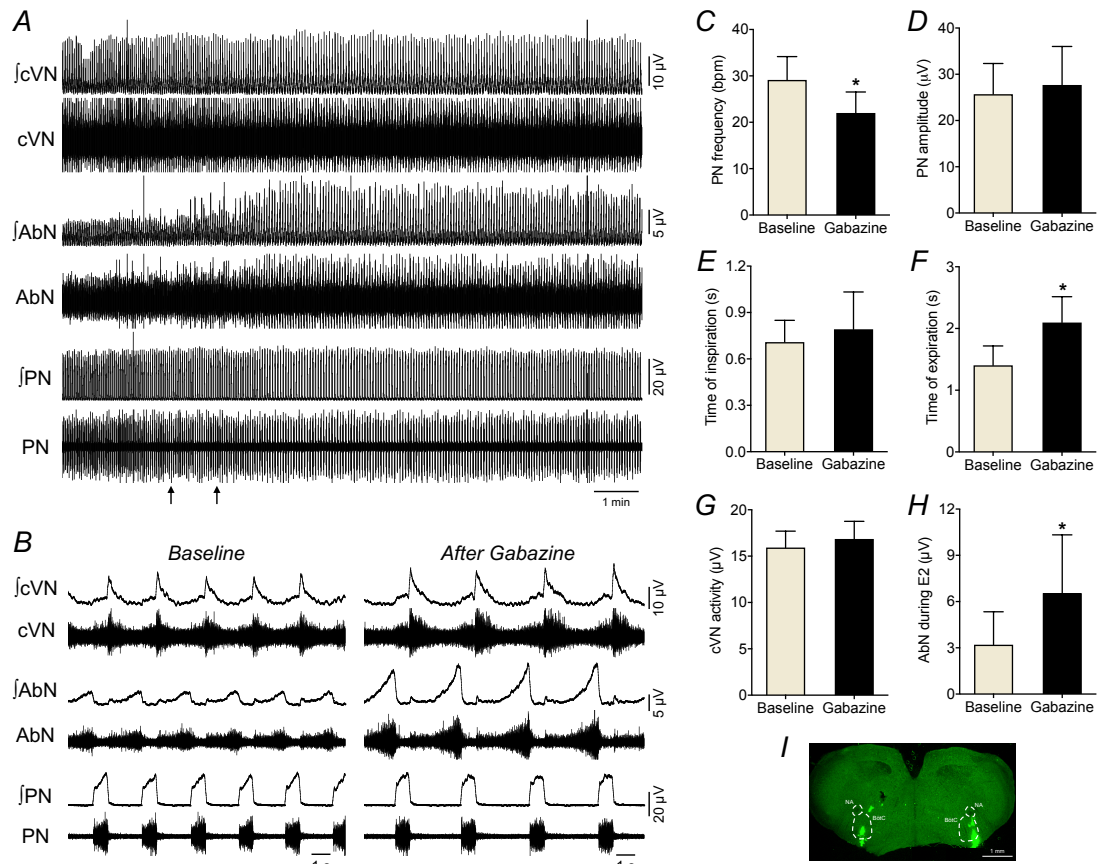 A
∫cVN
10 µV
cVN
∫AbN
5 µV
AbN
∫PN
20 µV
PN
1 min
B
Baseline
After Gabazine
∫cVN
10 µV
cVN
∫AbN
5 µV
AbN
∫PN
20 µV
PN
C
PN frequency (bpm)
40
30
20
10
0
Baseline
Gabazine
*
D
PN amplitude (µV)
40
30
20
10
0
Baseline
Gabazine
E
Time of inspiration (s)
1.2
0.9
0.6
0.3
0.0
Baseline
Gabazine
F
Time of expiration (s)
3
2
1
0
Baseline
Gabazine
*
G
cVN activity (µV)
20
15
10
5
0
Baseline
Gabazine
H
AbN during E2 (µV)
12
9
6
3
0
Baseline
Gabazine
*
I
NA
BötC
NA
BötC
1 mm